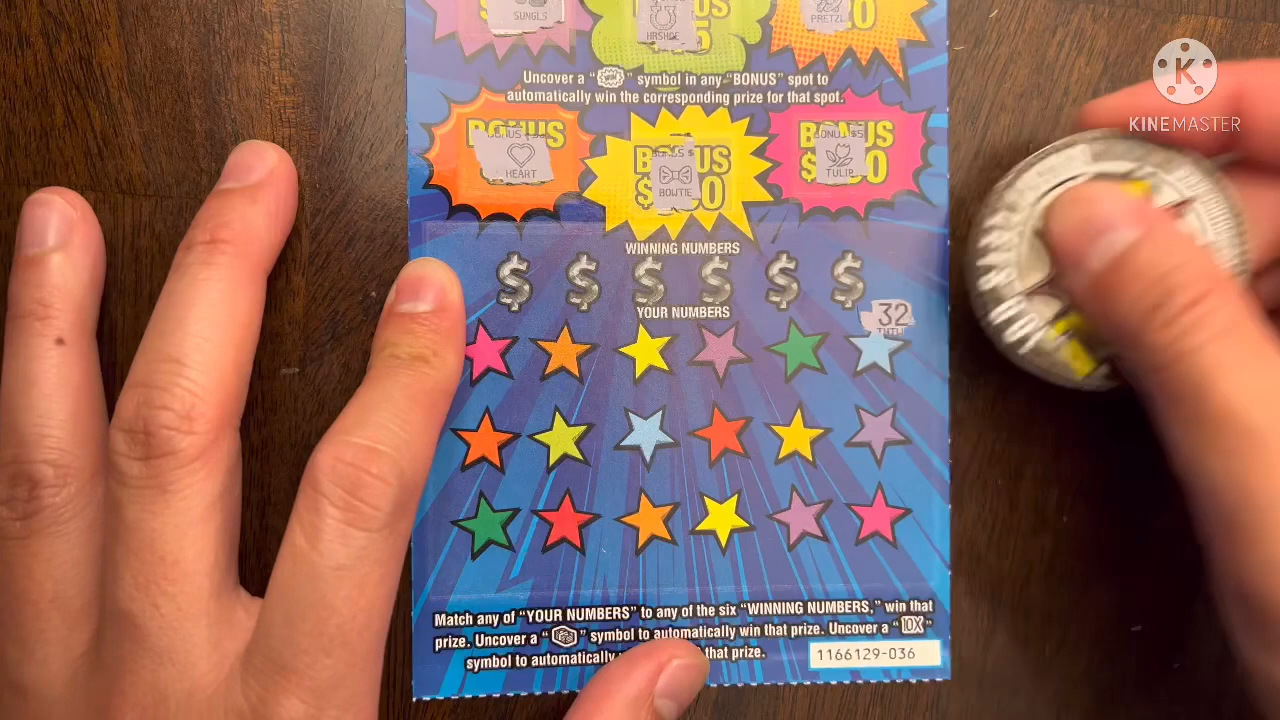 SUNGLS
HRSHOE
PRETZL
Uncover a " " symbol in any "BONUS" spot to
automatically win the corresponding prize for that spot.
BONUS
HEART
BONUS
BOWTIE
BONUS
TULIP
WINNING NUMBERS
$ $ $ $ $ $
YOUR NUMBERS
32
Match any of "YOUR NUMBERS" to any of the six "WINNING NUMBERS," win that
prize. Uncover a " " symbol to automatically win that prize. Uncover a "10X"
symbol to automatically that prize.
1166129-036
K
KINEMASTER